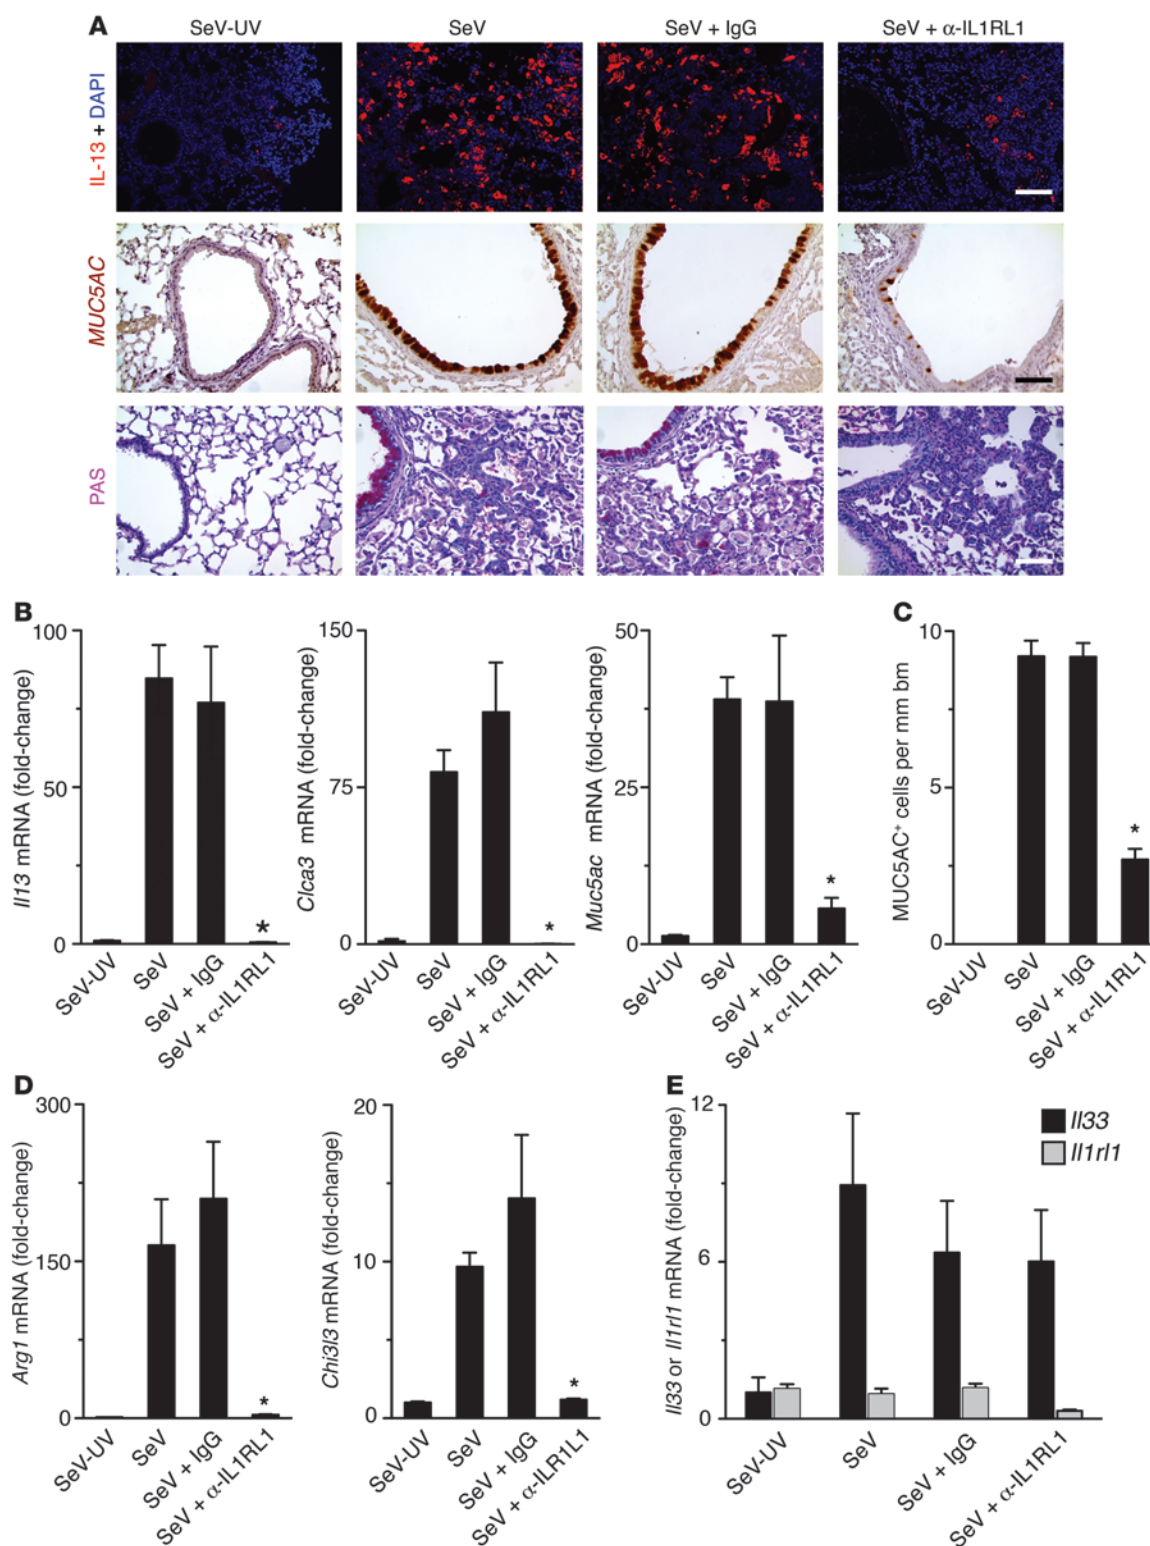 A
SeV-UV
SeV
SeV + IgG
SeV + α-IL1RL1
IL-13 + DAPI
MUC5AC
PAS
B
Il13 mRNA (fold-change)
100
50
0
SeV-UV
SeV
SeV + IgG
SeV + α-IL1RL1
*
Clca3 mRNA (fold-change)
150
75
0
SeV-UV
SeV
SeV + IgG
SeV + α-IL1RL1
*
Muc5ac mRNA (fold-change)
50
25
0
SeV-UV
SeV
SeV + IgG
SeV + α-IL1RL1
*
C
MUC5AC⁺ cells per mm bm
10
5
0
SeV-UV
SeV
SeV + IgG
SeV + α-IL1RL1
*
D
Arg1 mRNA (fold-change)
300
150
0
SeV-UV
SeV
SeV + IgG
SeV + α-IL1RL1
*
Chi3l3 mRNA (fold-change)
20
10
0
SeV-UV
SeV
SeV + IgG
SeV + α-ILR1L1
*
E
Il33 or Il1rl1 mRNA (fold-change)
12
6
0
Il33
Il1rl1
SeV-UV
SeV
SeV + IgG
SeV + α-IL1RL1